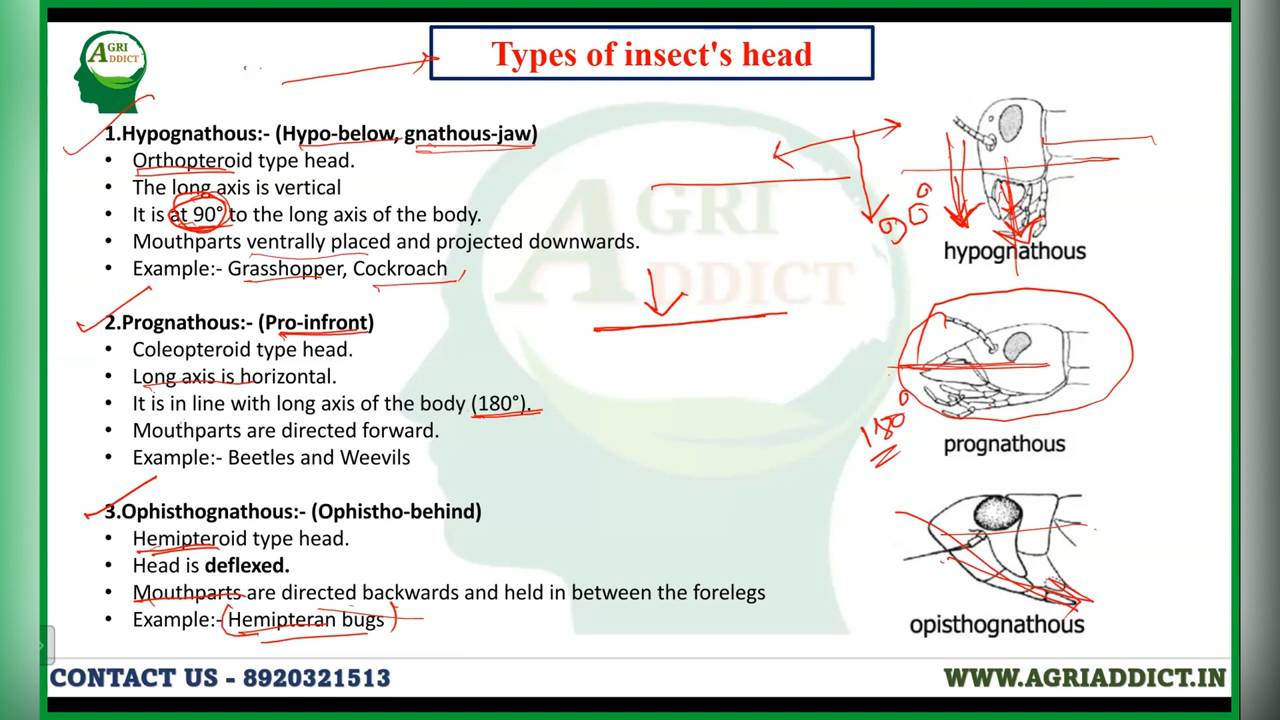 AGRI
ADDICT
Types of insect's head
1.Hypognathous:- (Hypo-below, gnathous-jaw)
• Orthopteroid type head.
• The long axis is vertical
• It is at 90° to the long axis of the body.
• Mouthparts ventrally placed and projected downwards.
• Example:- Grasshopper, Cockroach
2.Prognathous:- (Pro-infront)
• Coleopteroid type head.
• Long axis is horizontal.
• It is in line with long axis of the body (180°).
• Mouthparts are directed forward.
• Example:- Beetles and Weevils
3.Ophisthognathous:- (Ophistho-behind)
• Hemipteroid type head.
• Head is deflexed.
• Mouthparts are directed backwards and held in between the forelegs
• Example:- Hemipteran bugs
AGRI
ADDICT
90°
hypognathous
180°
prognathous
opisthognathous
CONTACT US - 8920321513
WWW.AGRIADDICT.IN